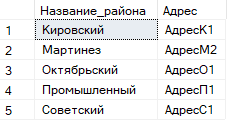 Название_района Адрес
1 Кировский АдресК1
2 Мартинез АдресМ2
3 Октябрьский АдресО1
4 Промышленный АдресП1
5 Советский АдресС1